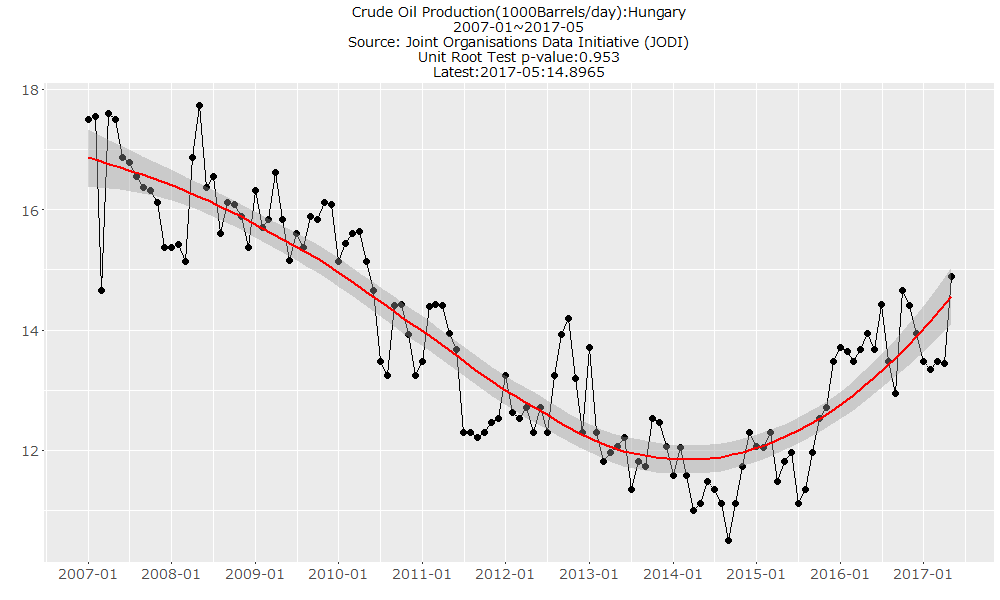 Crude Oil Production(1000Barrels/day):Hungary
2007-01~2017-05
Source: Joint Organisations Data Initiative (JODI)
Unit Root Test p-value:0.953
Latest:2017-05:14.8965
18
16
14
12
2007-01 2008-01 2009-01 2010-01 2011-01 2012-01 2013-01 2014-01 2015-01 2016-01 2017-01